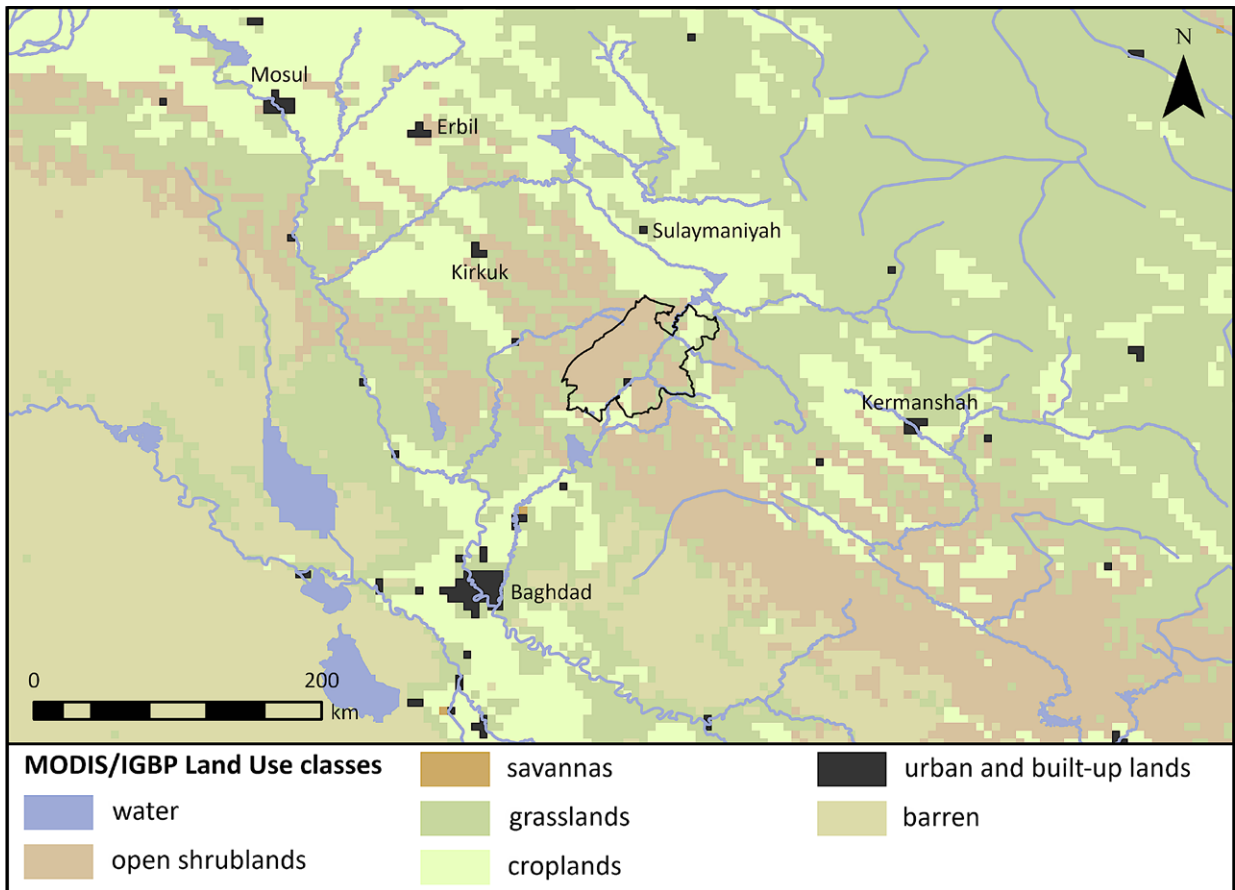 N
Mosul
Erbil
Sulaymaniyah
Kirkuk
Kermanshah
Baghdad
0 200
km
MODIS/IGBP Land Use classes
water
open shrublands
savannas
grasslands
croplands
urban and built-up lands
barren